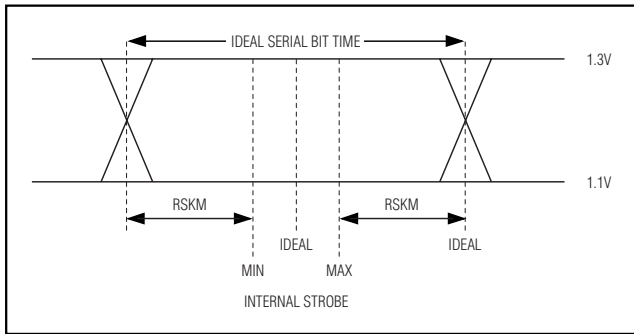 IDEAL SERIAL BIT TIME
1.3V
1.1V
RSKM
RSKM
IDEAL
IDEAL
MIN
MAX
INTERNAL STROBE